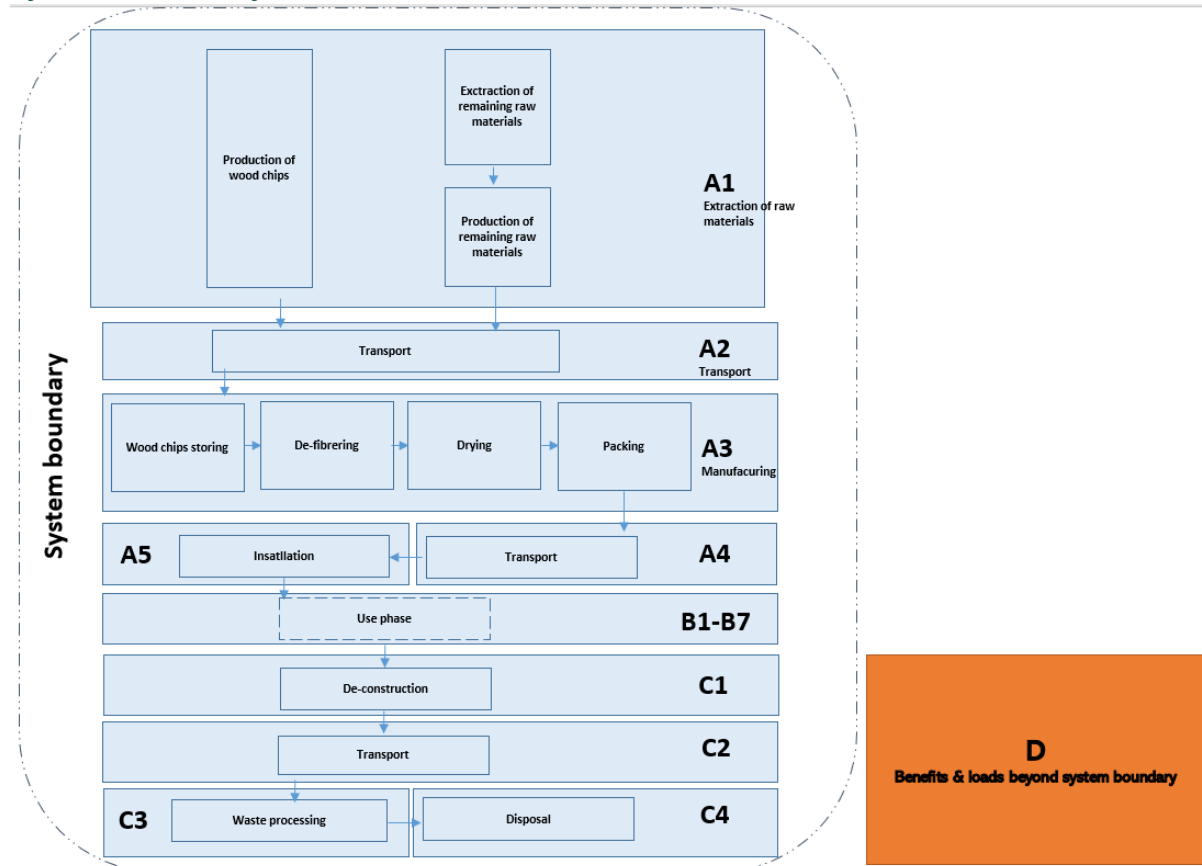 Exctraction of
remaining raw
materials
Production of
wood chips
A1
Extraction of raw
materials
Production of
remaining raw
materials
System boundary
Transport
A2
Transport
Wood chips storing
De-fibrering
Drying
Packing
A3
Manufacuring
A5
Insatllation
Transport
A4
Use phase
B1-B7
De-construction
C1
Transport
C2
C3
Waste processing
Disposal
C4
D
Benefits & loads beyond system boundary